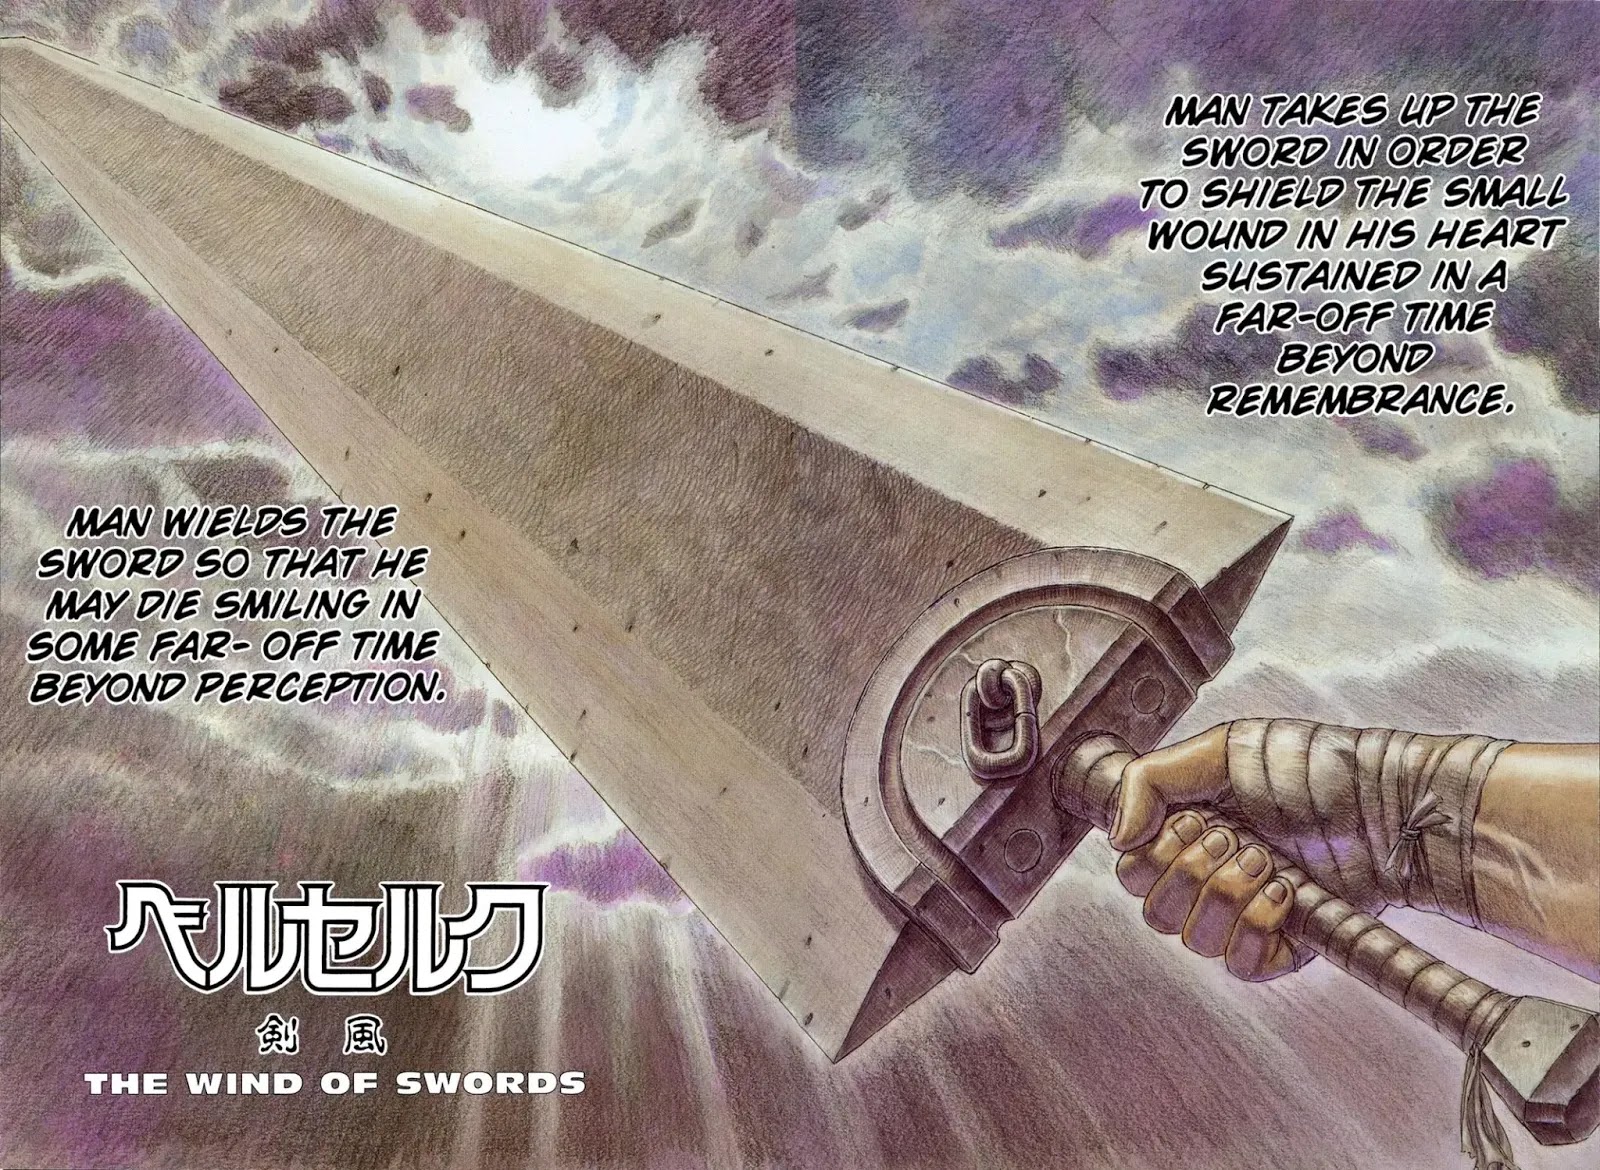 MAN TAKES UP THE
SWORD IN ORDER
TO SHIELD THE SMALL
WOUND IN HIS HEART
SUSTAINED IN A
FAR-OFF TIME
BEYOND
REMEMBRANCE.
MAN WIELDS THE
SWORD SO THAT HE
MAY DIE SMILING IN
SOME FAR- OFF TIME
BEYOND PERCEPTION.
ベルセルク
剣風
THE WIND OF SWORDS